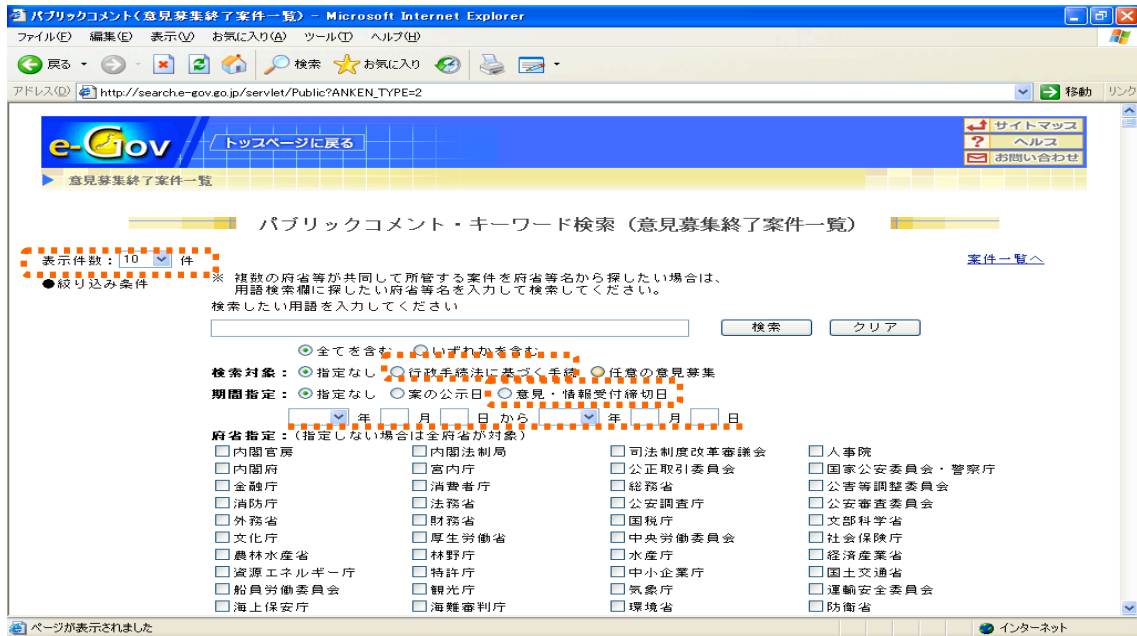 パブリックコメント(意見募集終了案件一覧) - Microsoft Internet Explorer
ファイル(F) 編集(E) 表示(V) お気に入り(A) ツール(T) ヘルプ(H)
戻る 検索 お気に入り
アドレス(D) http://search.e-gov.go.jp/servlet/Public?ANKEN_TYPE=2 移動 リンク
e-Gov トップページに戻る サイトマップ
? ヘルプ
お問い合わせ
意見募集終了案件一覧
パブリックコメント・キーワード検索(意見募集終了案件一覧)
表示件数: 10 件 案件一覧へ
●絞り込み条件 ※ 複数の府省等が共同して所管する案件を府省等名から探したい場合は、
用語検索欄に探したい府省等名を入力して検索してください。
検索したい用語を入力してください
検索 クリア
全てを含む いずれかを含む
検索対象: 指定なし 行政手続法に基づく手続 任意の意見募集
期間指定: 指定なし 案の公示日 意見・情報受付締切日
年 月 日 から 年 月 日
府省指定:(指定しない場合は全府省が対象)
内閣官房 内閣法制局 司法制度改革審議会 人事院
内閣府 宮内庁 公正取引委員会 国家公安委員会・警察庁
金融庁 消費者庁 総務省 公害等調整委員会
消防庁 法務省 公安調査庁 公安審査委員会
外務省 財務省 国税庁 文部科学省
文化庁 厚生労働省 中央労働委員会 社会保険庁
農林水産省 林野庁 水産庁 経済産業省
資源エネルギー庁 特許庁 中小企業庁 国土交通省
船員労働委員会 観光庁 気象庁 運輸安全委員会
海上保安庁 海難審判庁 環境省 防衛省
ページが表示されました インターネット